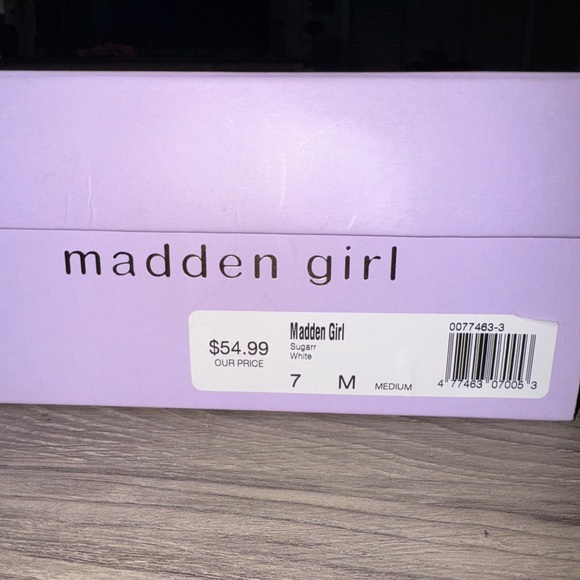 madden girl
$54.99
OUR PRICE
Madden Girl
Sugarr
White
7 M MEDIUM
0077463-3
4 77463 07005 3